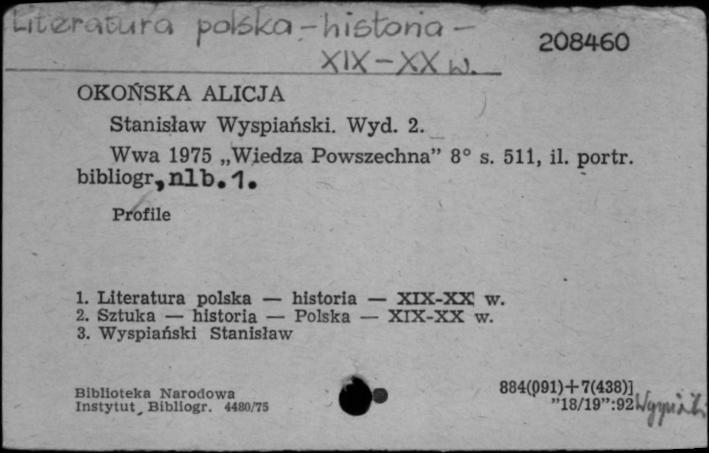 Literatura polska – historia –
XIX – XX w.
208460
OKOŃSKA ALICJA
Stanisław Wyspiański. Wyd. 2.
Wwa 1975 „Wiedza Powszechna” 8° s. 511, il. portr.
bibliogr., nlb. 1.
Profile
1. Literatura polska — historia — XIX-XX w.
2. Sztuka — historia — Polska — XIX-XX w.
3. Wyspiański Stanisław
Biblioteka Narodowa
Instytut Bibliogr. 4480/75
884(091)+7(438)]
”18/19”:92